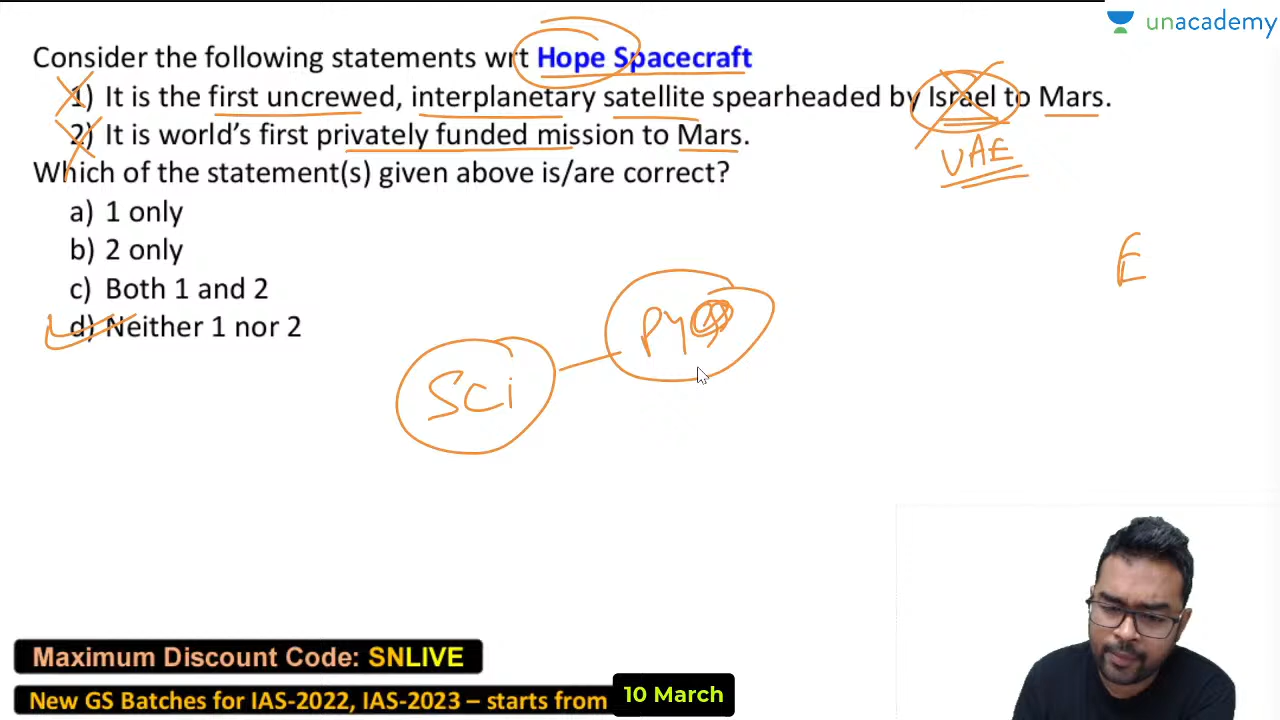 unacademy
Consider the following statements wrt Hope Spacecraft
1) It is the first uncrewed, interplanetary satellite spearheaded by Israel to Mars.
UAE
2) It is world's first privately funded mission to Mars.
Which of the statement(s) given above is/are correct?
a) 1 only
b) 2 only
E
c) Both 1 and 2
PYQ
d) Neither 1 nor 2
SCi
Maximum Discount Code: SNLIVE
New GS Batches for IAS-2022, IAS-2023 – starts from 10 March